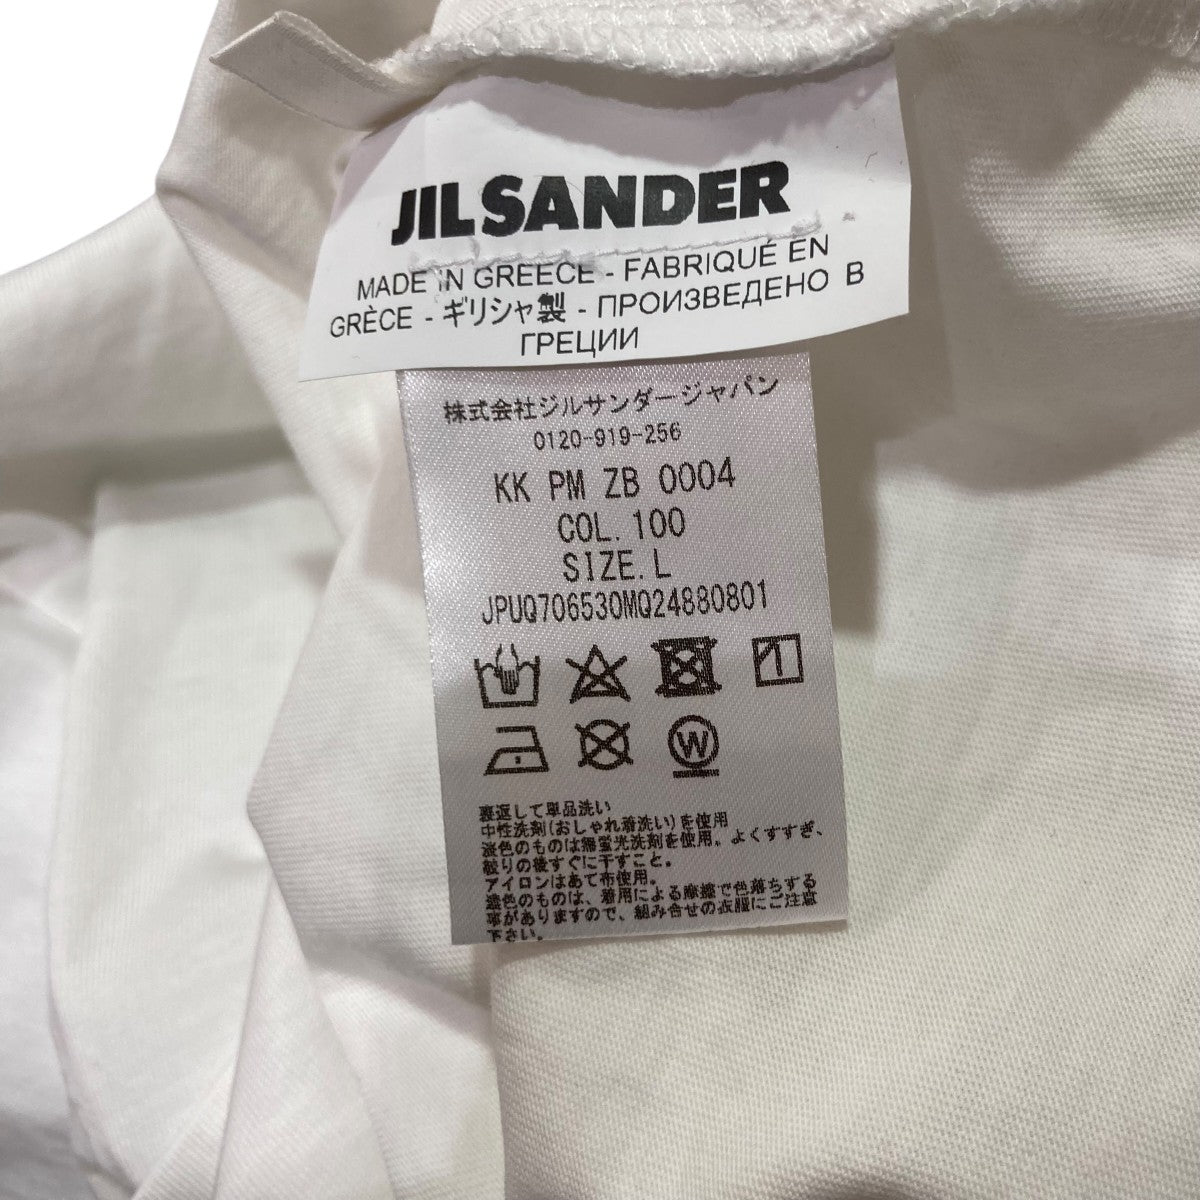 JIL SANDER
MADE IN GREECE - FABRIQUÉ EN
GRÈCE - ギリシャ製 - ПРОИЗВЕДЕНО В
ГРЕЦИИ
株式会社ジルサンダージャパン
0120-919-256
KK PM ZB 0004
COL. 100
SIZE. L
JPUQ706530MQ24880801
W
裏返して単品洗い
中性洗剤(おしゃれ着洗い)を使用
淡色のものは無蛍光洗剤を使用。よくすすぎ、
絞りの後すぐに干すこと。
アイロンはあて布使用。
濃色のものは、着用による摩擦で色落ちする
事がありますので、組み合せの衣服にご注意
下さい。